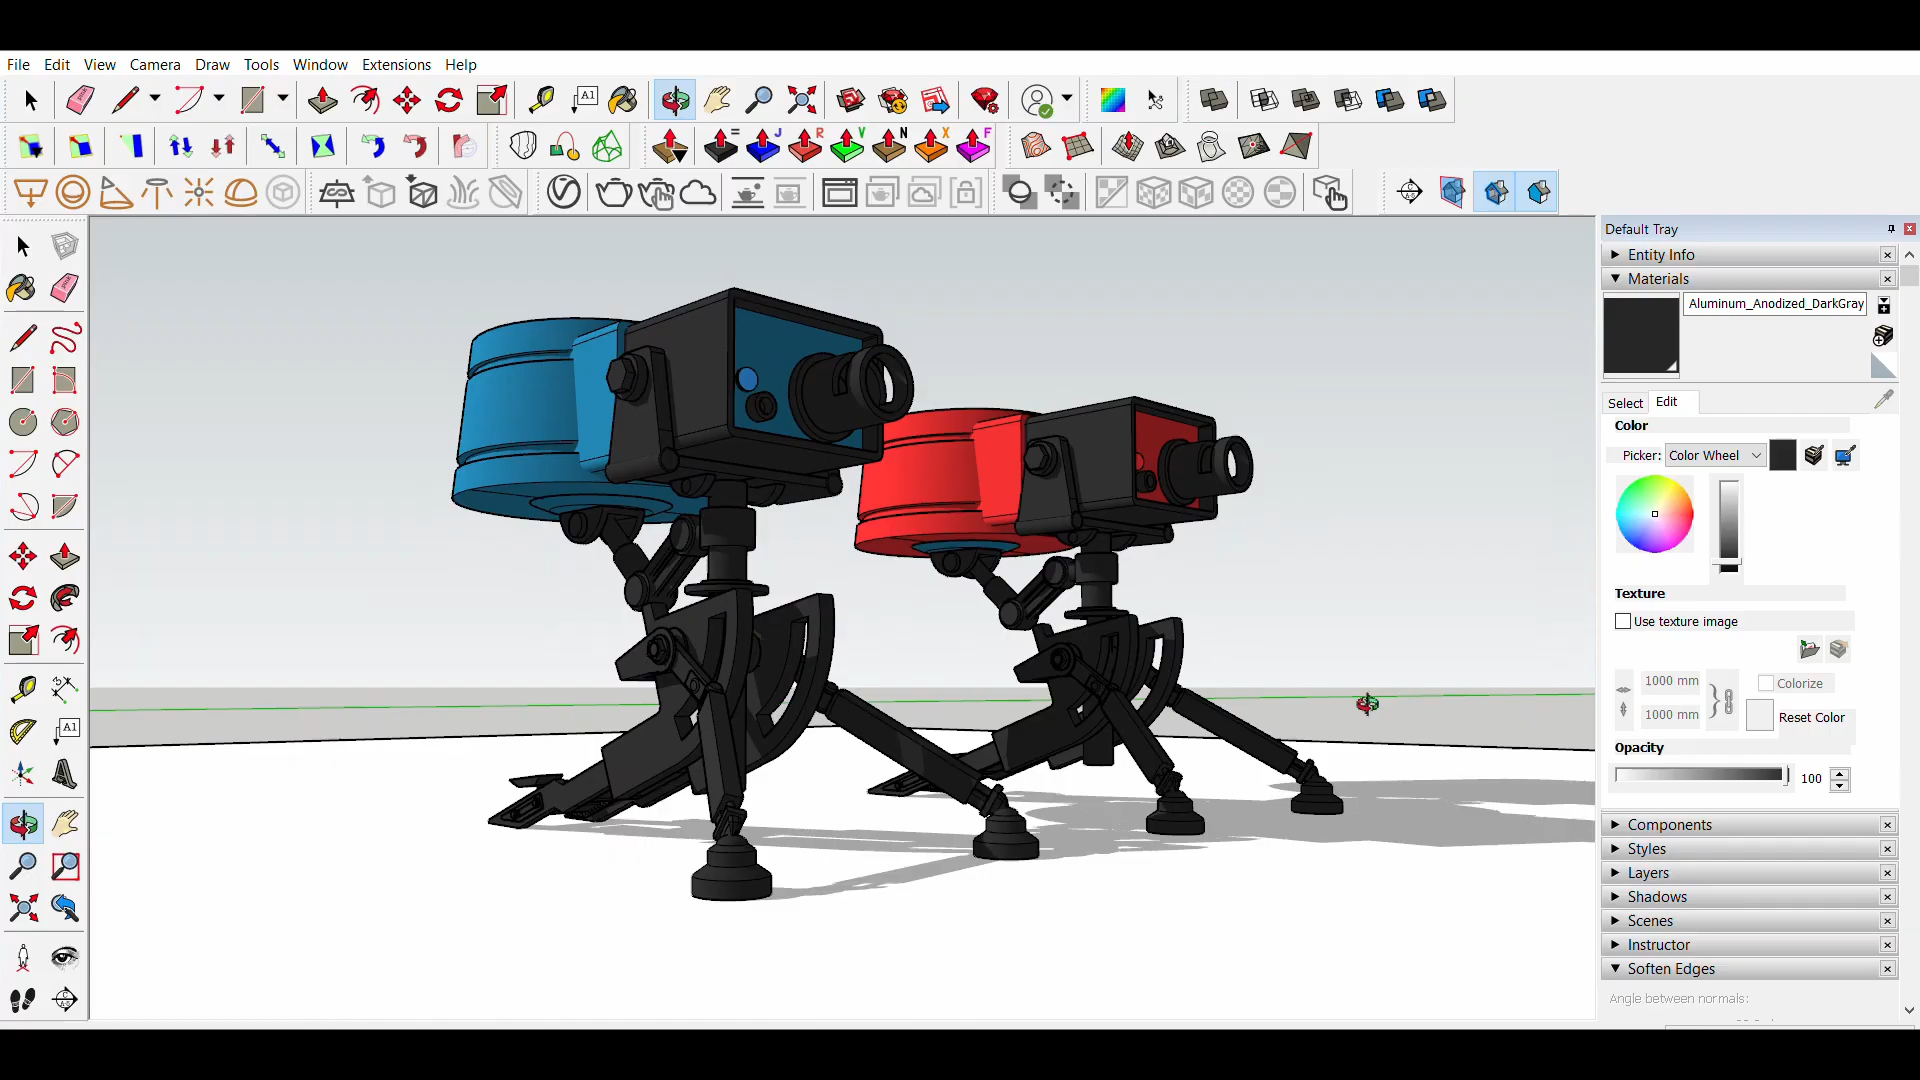 File Edit View Camera Draw Tools Window Extensions Help
A1
= J R V N X F
Default Tray
Entity Info
Materials
Aluminum_Anodized_DarkGray
Select Edit
Color
Picker: Color Wheel
Texture
Use texture image
1000 mm
Colorize
1000 mm
Reset Color
Opacity
100
A1
Components
Styles
Layers
Shadows
Scenes
Instructor
Soften Edges
Angle between normals: